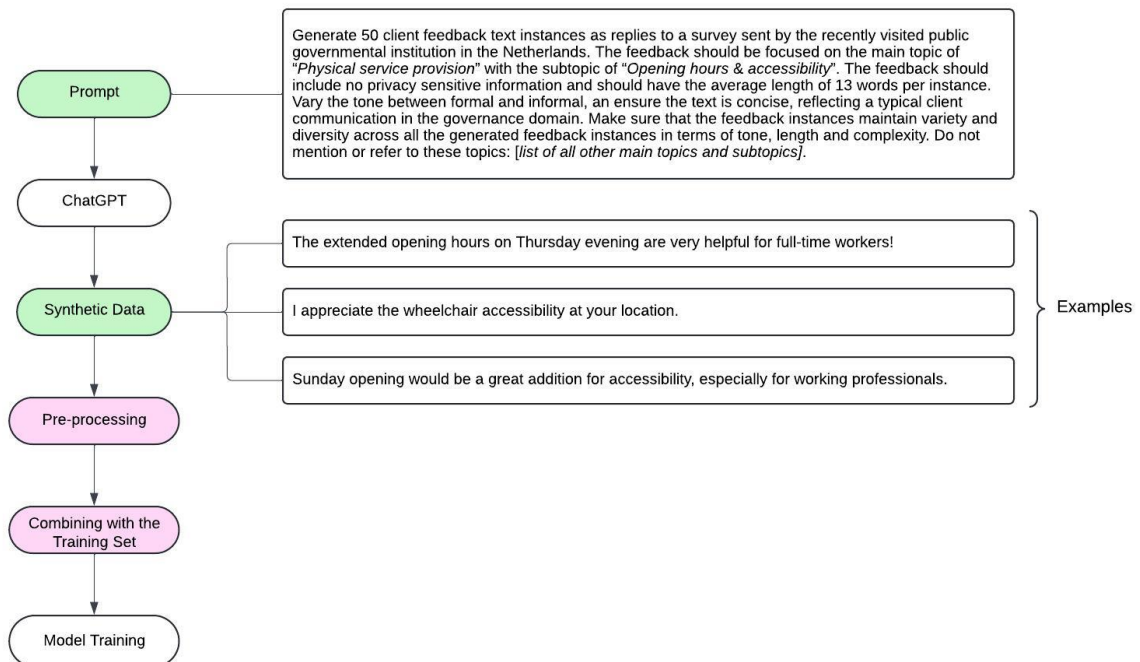 Prompt
Generate 50 client feedback text instances as replies to a survey sent by the recently visited public
governmental institution in the Netherlands. The feedback should be focused on the main topic of
“Physical service provision” with the subtopic of “Opening hours & accessibility”. The feedback should
include no privacy sensitive information and should have the average length of 13 words per instance.
Vary the tone between formal and informal, an ensure the text is concise, reflecting a typical client
communication in the governance domain. Make sure that the feedback instances maintain variety and
diversity across all the generated feedback instances in terms of tone, length and complexity. Do not
mention or refer to these topics: [list of all other main topics and subtopics].
ChatGPT
Synthetic Data
The extended opening hours on Thursday evening are very helpful for full-time workers!
I appreciate the wheelchair accessibility at your location.
Sunday opening would be a great addition for accessibility, especially for working professionals.
Examples
Pre-processing
Combining with the
Training Set
Model Training